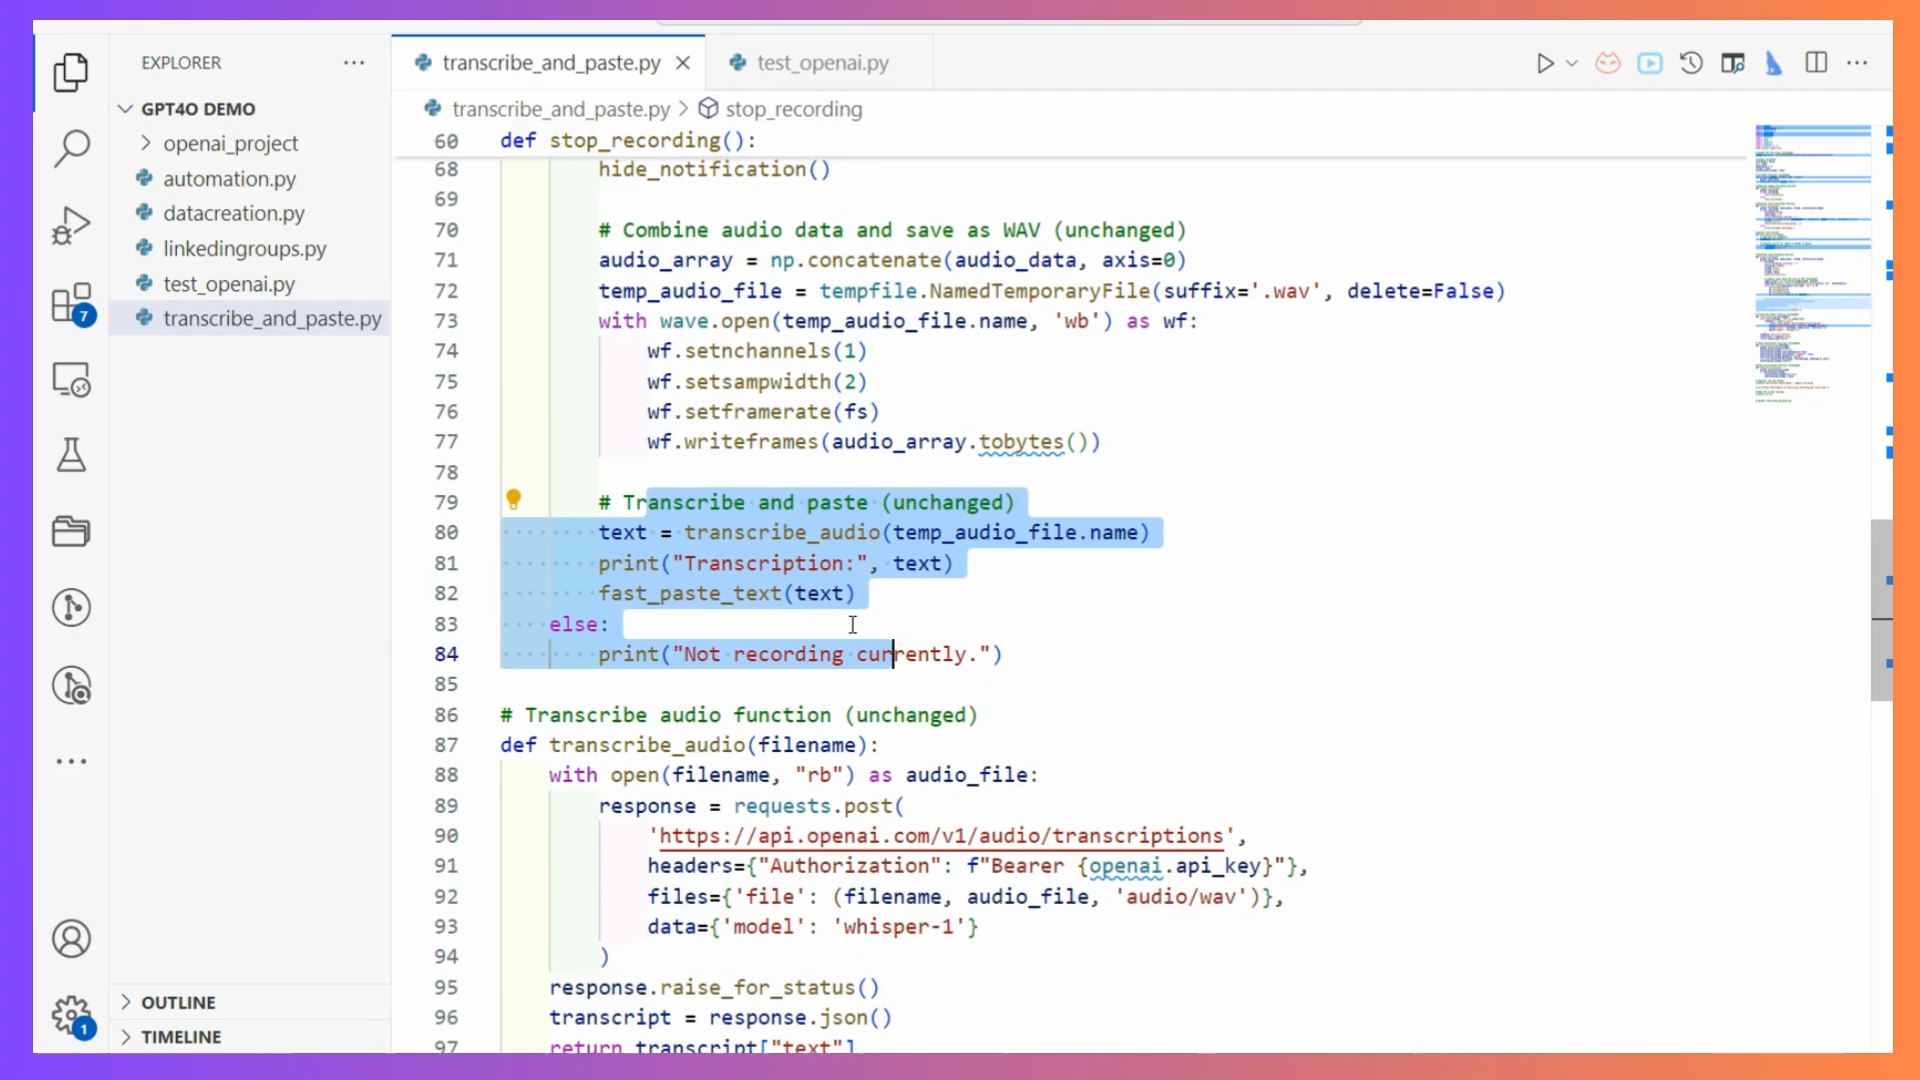 EXPLORER
GPT4O DEMO
openai_project
automation.py
datacreation.py
linkedingroups.py
test_openai.py
transcribe_and_paste.py
7
1
OUTLINE
TIMELINE
transcribe_and_paste.py
test_openai.py
transcribe_and_paste.py > stop_recording
60 def stop_recording():
68 hide_notification()
69
70 # Combine audio data and save as WAV (unchanged)
71 audio_array = np.concatenate(audio_data, axis=0)
72 temp_audio_file = tempfile.NamedTemporaryFile(suffix='.wav', delete=False)
73 with wave.open(temp_audio_file.name, 'wb') as wf:
74 wf.setnchannels(1)
75 wf.setsampwidth(2)
76 wf.setframerate(fs)
77 wf.writeframes(audio_array.tobytes())
78
79 # Transcribe and paste (unchanged)
80 text = transcribe_audio(temp_audio_file.name)
81 print("Transcription:", text)
82 fast_paste_text(text)
83 else:
84 print("Not recording currently.")
85
86 # Transcribe audio function (unchanged)
87 def transcribe_audio(filename):
88 with open(filename, "rb") as audio_file:
89 response = requests.post(
90 'https://api.openai.com/v1/audio/transcriptions',
91 headers={"Authorization": f"Bearer {openai.api_key}"},
92 files={'file': (filename, audio_file, 'audio/wav')},
93 data={'model': 'whisper-1'}
94 )
95 response.raise_for_status()
96 transcript = response.json()
97 return transcript["text"]